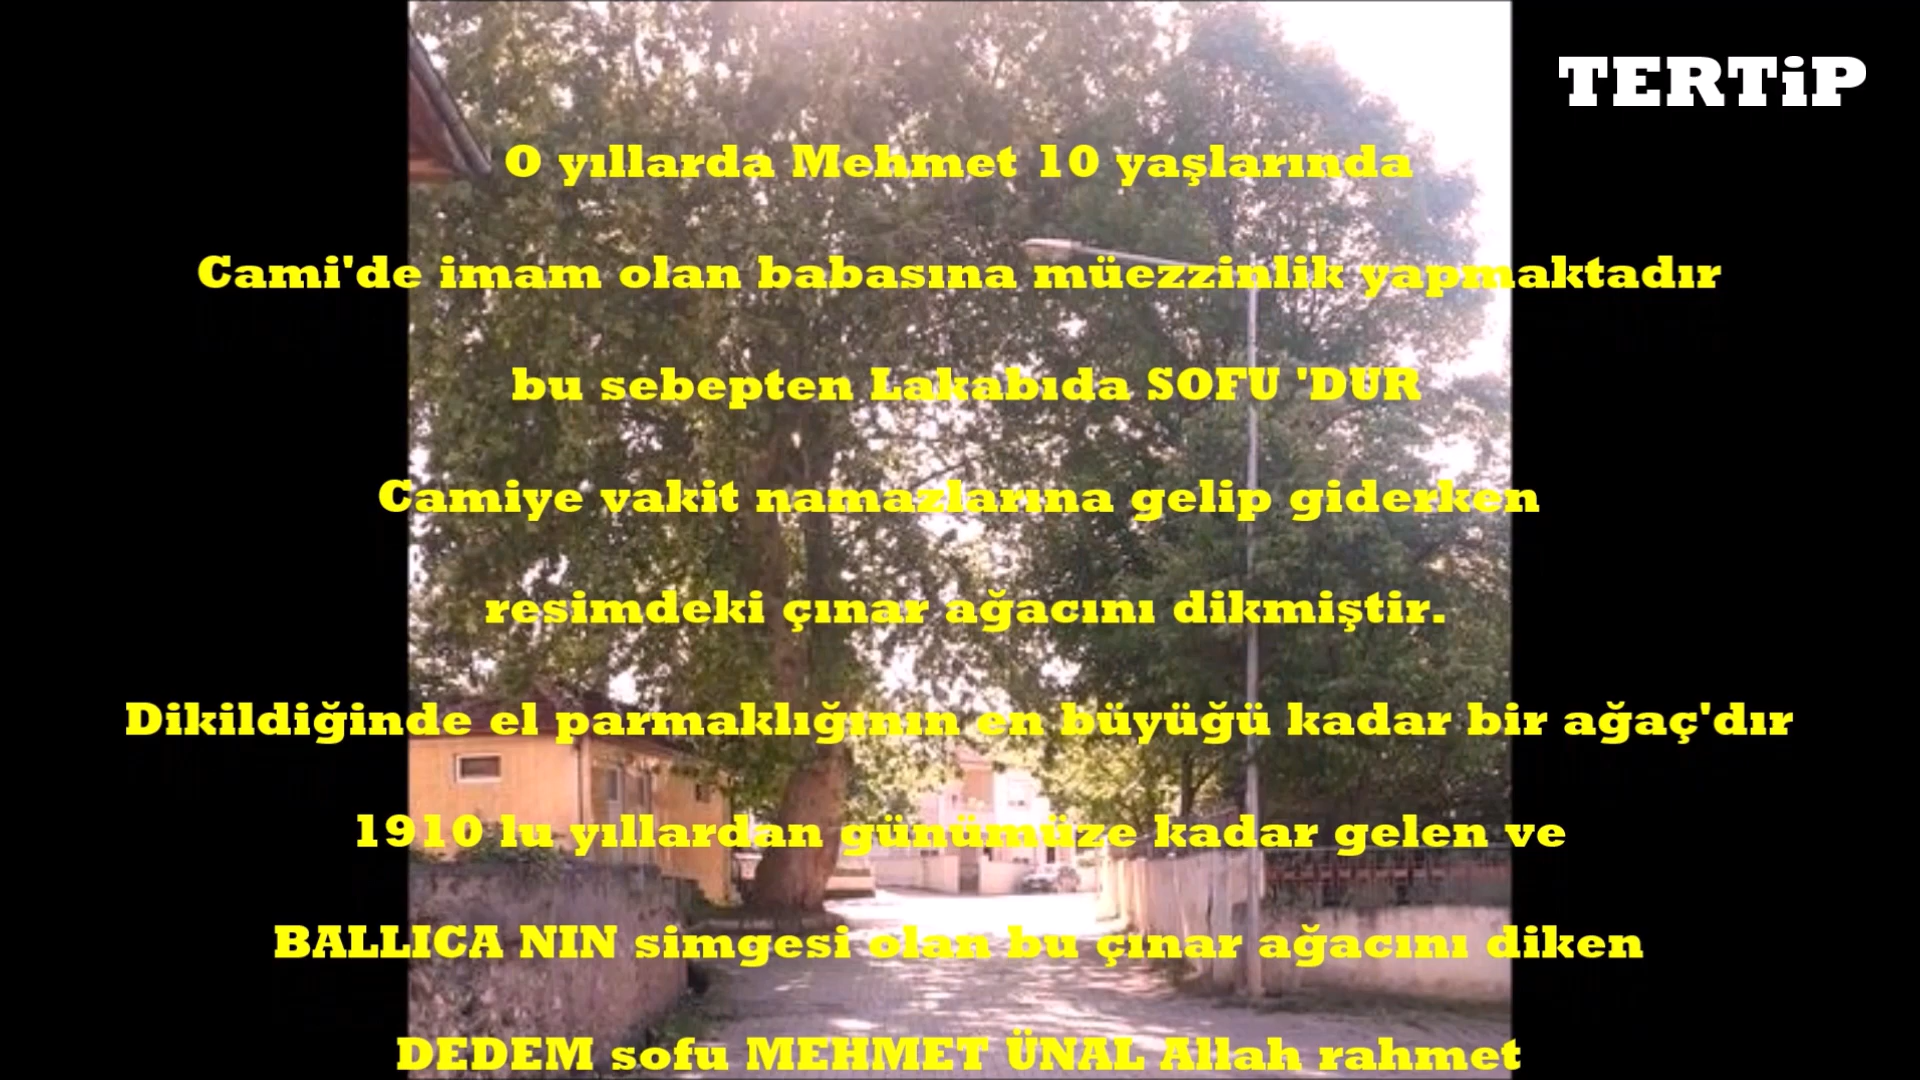 TERTiP
O yıllarda Mehmet 10 yaşlarında
Cami'de imam olan babasına müezzinlik yapmaktadır
bu sebepten Lakabıda SOFU 'DUR
Camiye vakit namazlarına gelip giderken
resimdeki çınar ağacını dikmiştir.
Dikildiğinde el parmaklığının en büyüğü kadar bir ağaç'dır
1910 lu yıllardan günümüze kadar gelen ve
BALLICA NIN simgesi olan bu çınar ağacını diken
DEDEM sofu MEHMET ÜNAL Allah rahmet